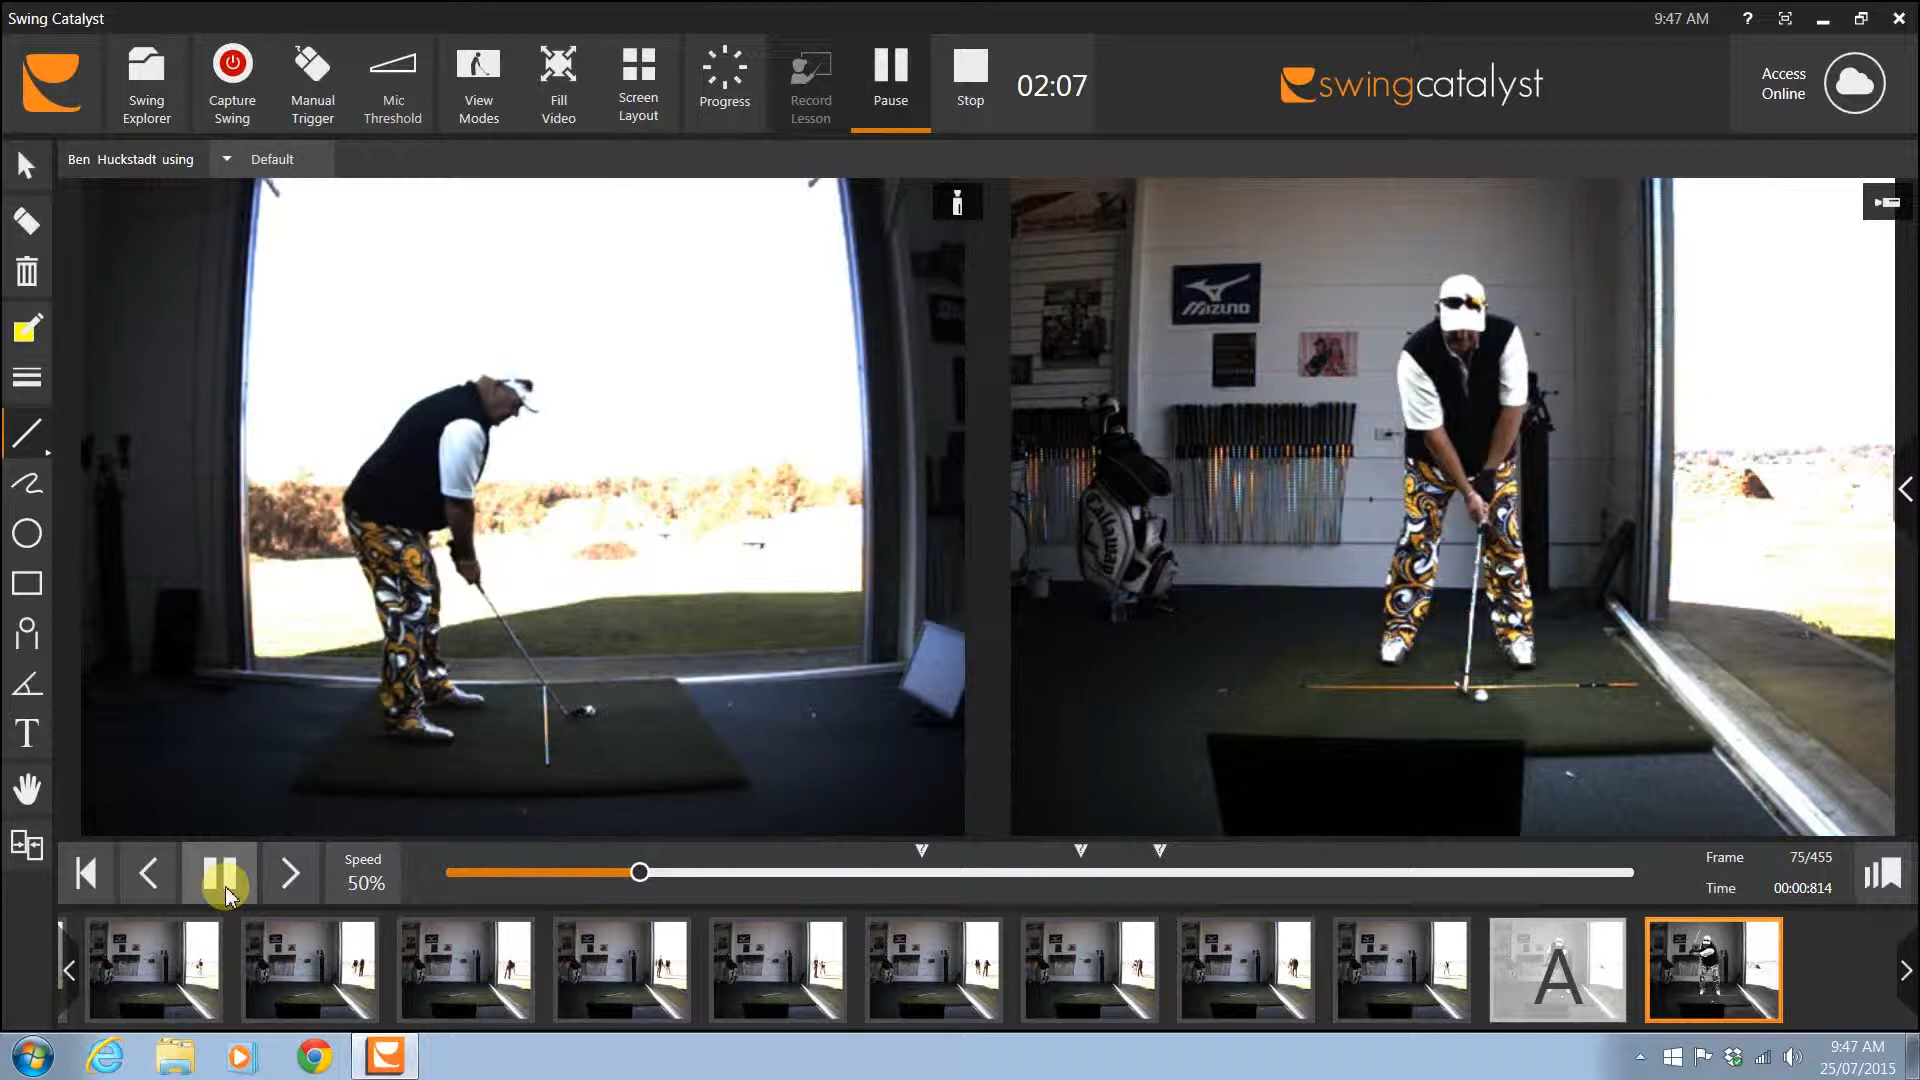 Swing Catalyst
9:47 AM
?
Swing Explorer
Capture Swing
Manual Trigger
Mic Threshold
View Modes
Fill Video
Screen Layout
Progress
Record Lesson
Pause
Stop
02:07
swingcatalyst
Access Online
Ben Huckstadt using
Default
MIZUNO
Callaway
T
Speed
50%
Frame 75/455
Time 00:00:814
A
9:47 AM
25/07/2015